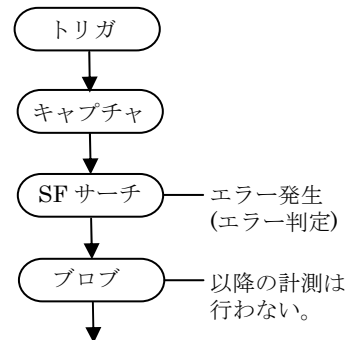 トリガ
キャプチャ
SF サーチ
エラー発生
(エラー判定)
ブロブ
以降の計測は
行わない。